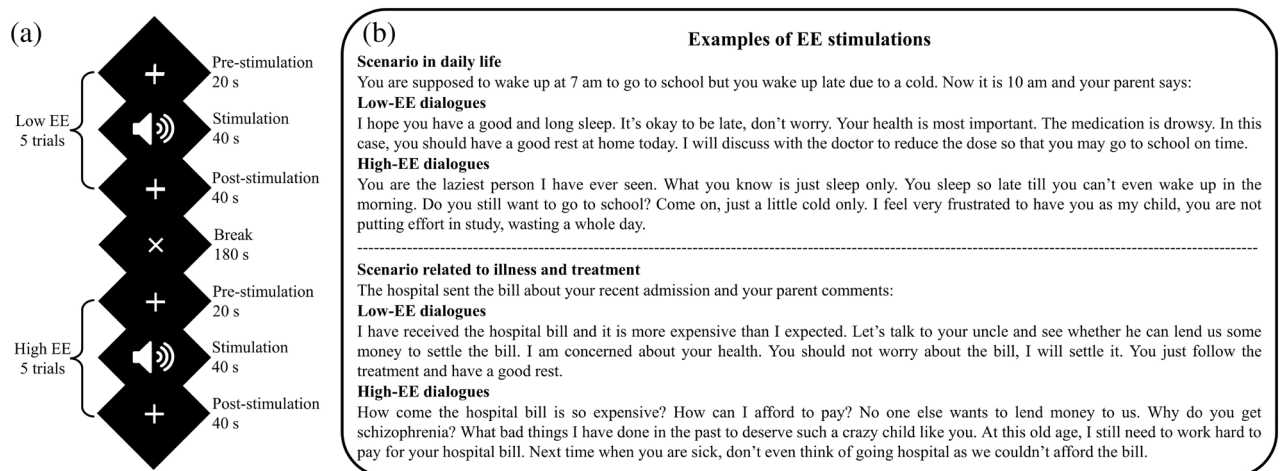 (a)
Pre-stimulation
20 s
Low EE
5 trials
Stimulation
40 s
Post-stimulation
40 s
Break
180 s
Pre-stimulation
20 s
High EE
5 trials
Stimulation
40 s
Post-stimulation
40 s
(b)
Examples of EE stimulations
Scenario in daily life
You are supposed to wake up at 7 am to go to school but you wake up late due to a cold. Now it is 10 am and your parent says:
Low-EE dialogues
I hope you have a good and long sleep. It's okay to be late, don't worry. Your health is most important. The medication is drowsy. In this
case, you should have a good rest at home today. I will discuss with the doctor to reduce the dose so that you may go to school on time.
High-EE dialogues
You are the laziest person I have ever seen. What you know is just sleep only. You sleep so late till you can't even wake up in the
morning. Do you still want to go to school? Come on, just a little cold only. I feel very frustrated to have you as my child, you are not
putting effort in study, wasting a whole day.
Scenario related to illness and treatment
The hospital sent the bill about your recent admission and your parent comments:
Low-EE dialogues
I have received the hospital bill and it is more expensive than I expected. Let's talk to your uncle and see whether he can lend us some
money to settle the bill. I am concerned about your health. You should not worry about the bill, I will settle it. You just follow the
treatment and have a good rest.
High-EE dialogues
How come the hospital bill is so expensive? How can I afford to pay? No one else wants to lend money to us. Why do you get
schizophrenia? What bad things I have done in the past to deserve such a crazy child like you. At this old age, I still need to work hard to
pay for your hospital bill. Next time when you are sick, don't even think of going hospital as we couldn't afford the bill.